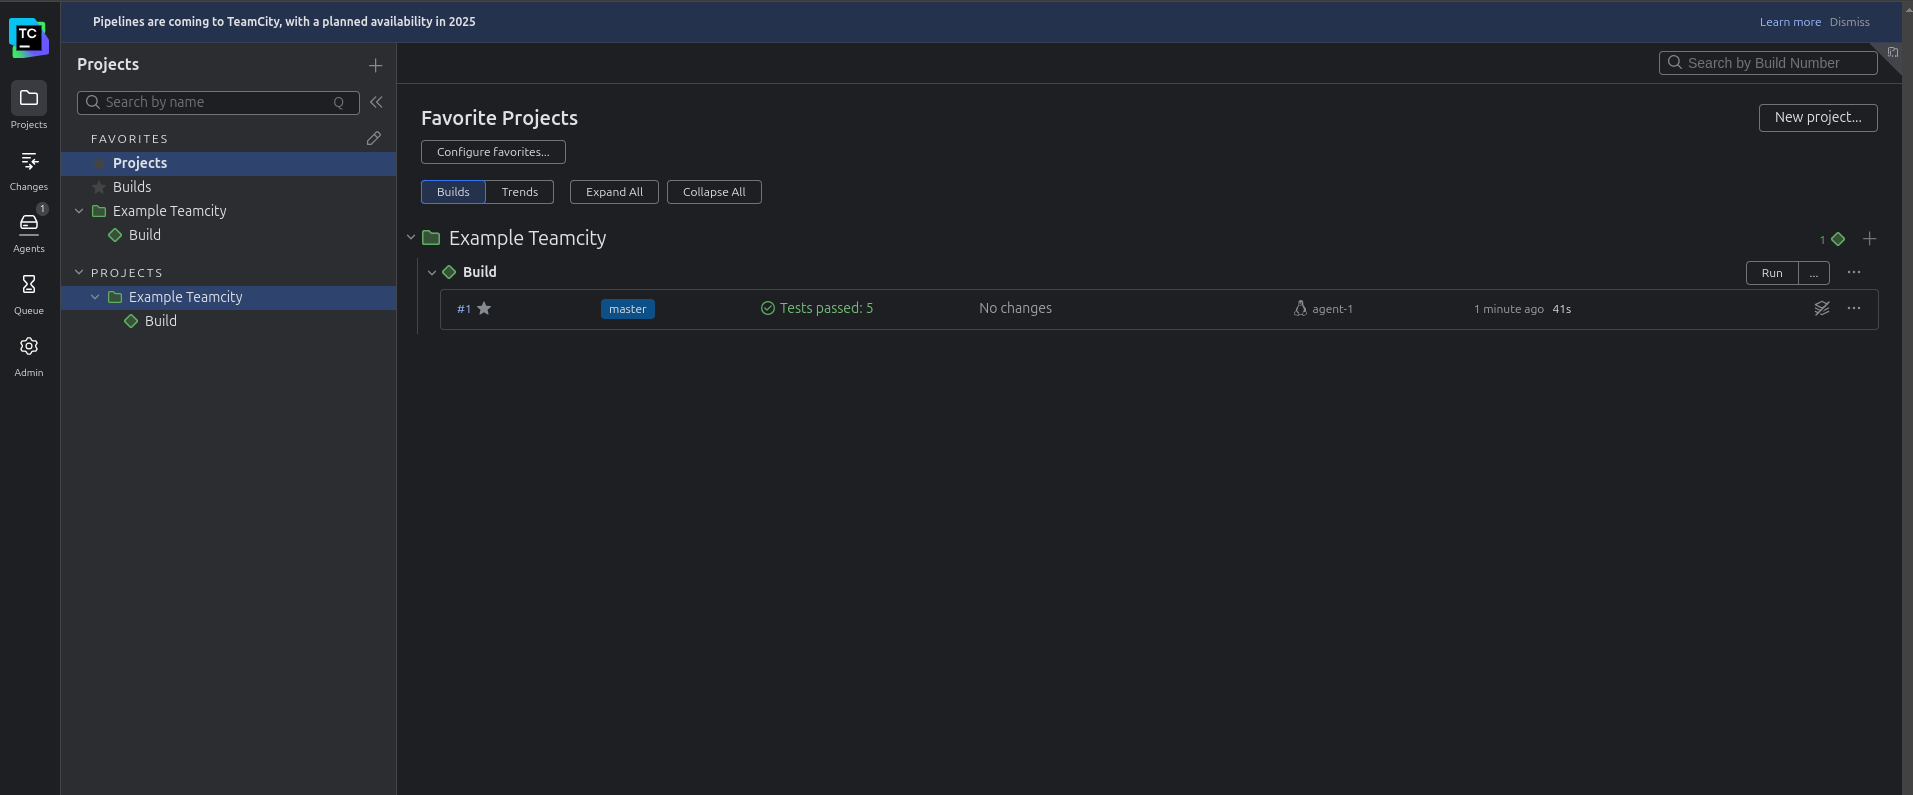 Pipelines are coming to TeamCity, with a planned availability in 2025
Learn more Dismiss
TC
Projects
Changes
1
Agents
Queue
Admin
Projects
Search by name Q
FAVORITES
Projects
Builds
Example Teamcity
Build
PROJECTS
Example Teamcity
Build
Search by Build Number
Favorite Projects
New project...
Configure favorites...
Builds Trends Expand All Collapse All
Example Teamcity
1
Build
Run ...
#1 master Tests passed: 5 No changes agent-1 1 minute ago 41s